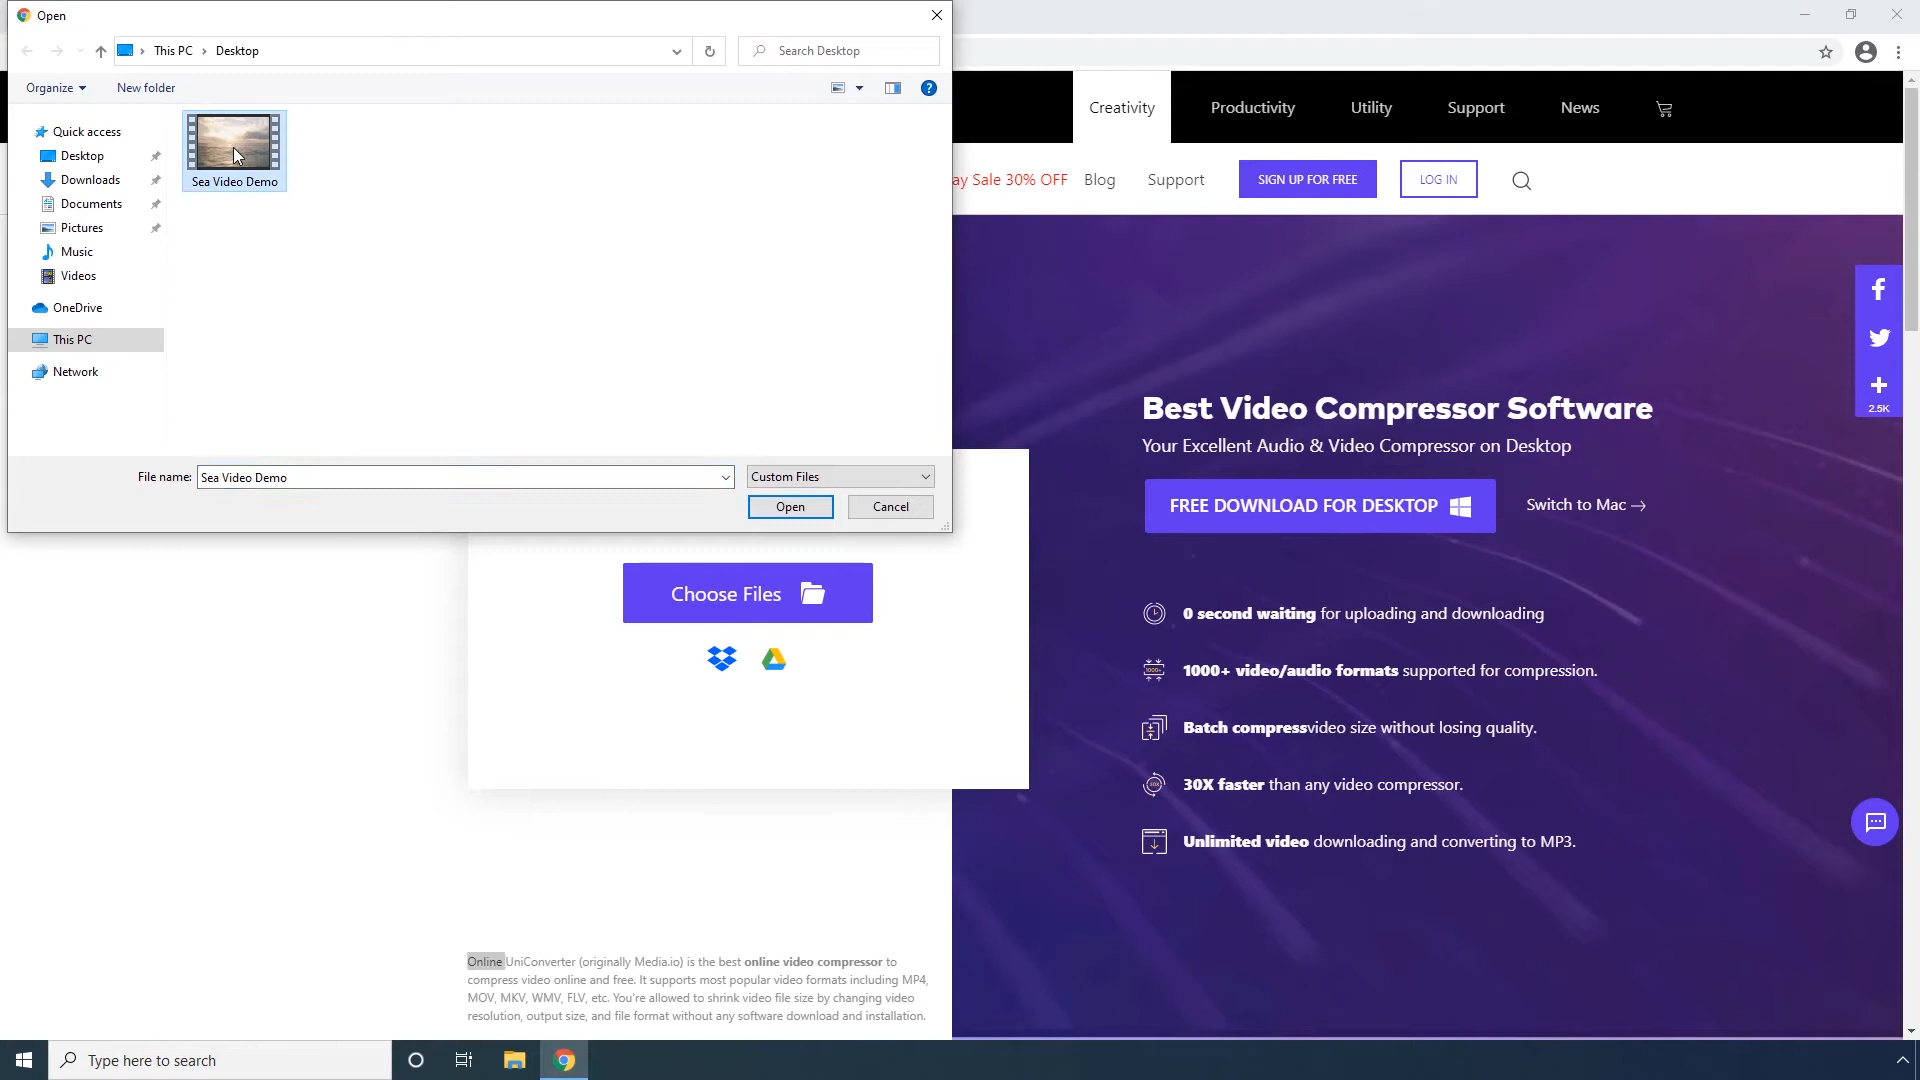 Open
This PC
Desktop
Search Desktop
Organize
New folder
Quick access
Desktop
Downloads
Documents
Pictures
Music
Videos
OneDrive
This PC
Network
Sea Video Demo
File name:
Sea Video Demo
Custom Files
Open
Cancel
Creativity
Productivity
Utility
Support
News
ay Sale 30% OFF
Blog
Support
SIGN UP FOR FREE
LOG IN
2.5K
Best Video Compressor Software
Your Excellent Audio & Video Compressor on Desktop
FREE DOWNLOAD FOR DESKTOP
Switch to Mac
0 second waiting for uploading and downloading
1000+ video/audio formats supported for compression.
Batch compressvideo size without losing quality.
30X faster than any video compressor.
Unlimited video downloading and converting to MP3.
Choose Files
Online UniConverter (originally Media.io) is the best online video compressor to
compress video online and free. It supports most popular video formats including MP4,
MOV, MKV, WMV, FLV, etc. You're allowed to shrink video file size by changing video
resolution, output size, and file format without any software download and installation.
Type here to search